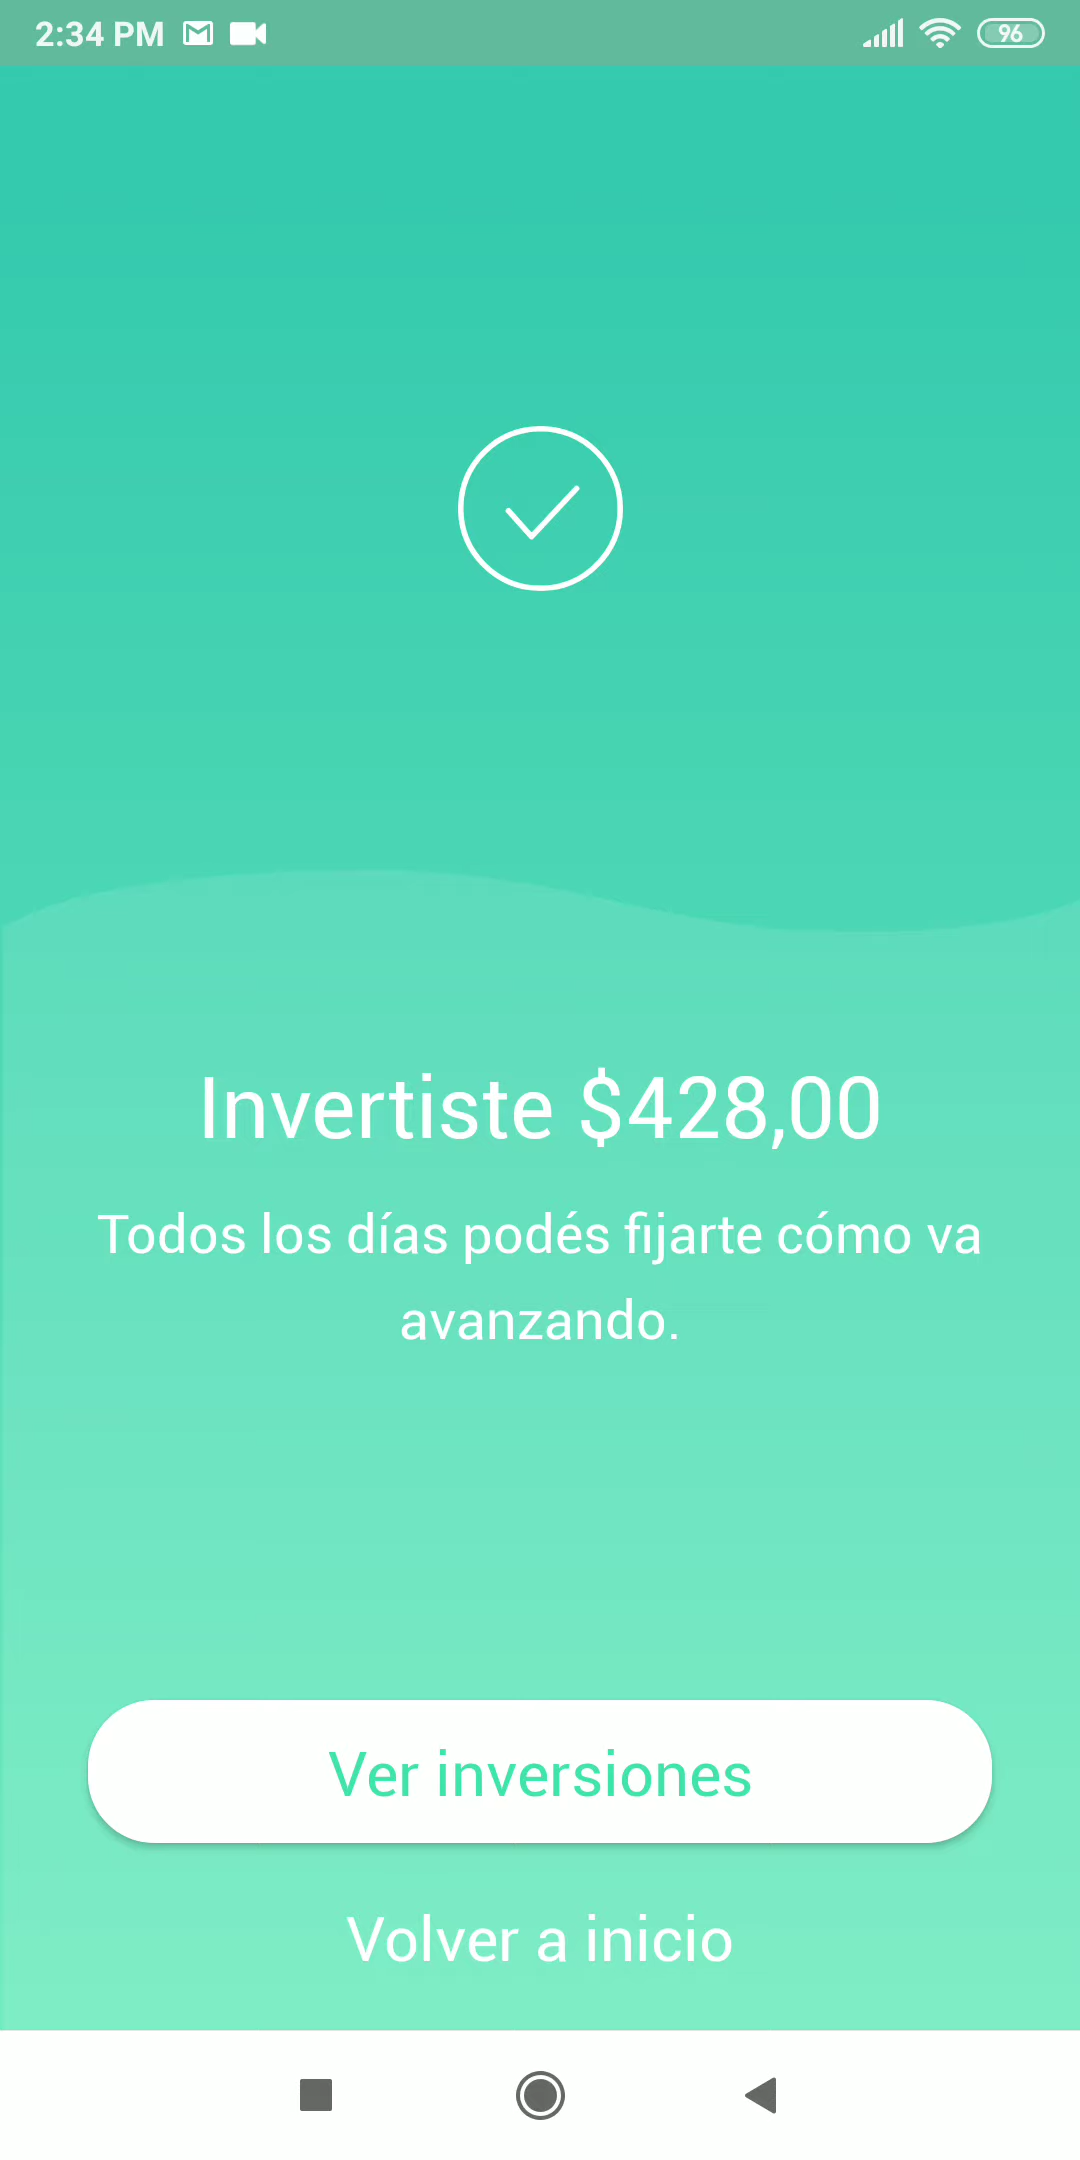 2:34 PM
96
Invertiste $428,00
Todos los días podés fijarte cómo va
avanzando.
Ver inversiones
Volver a inicio